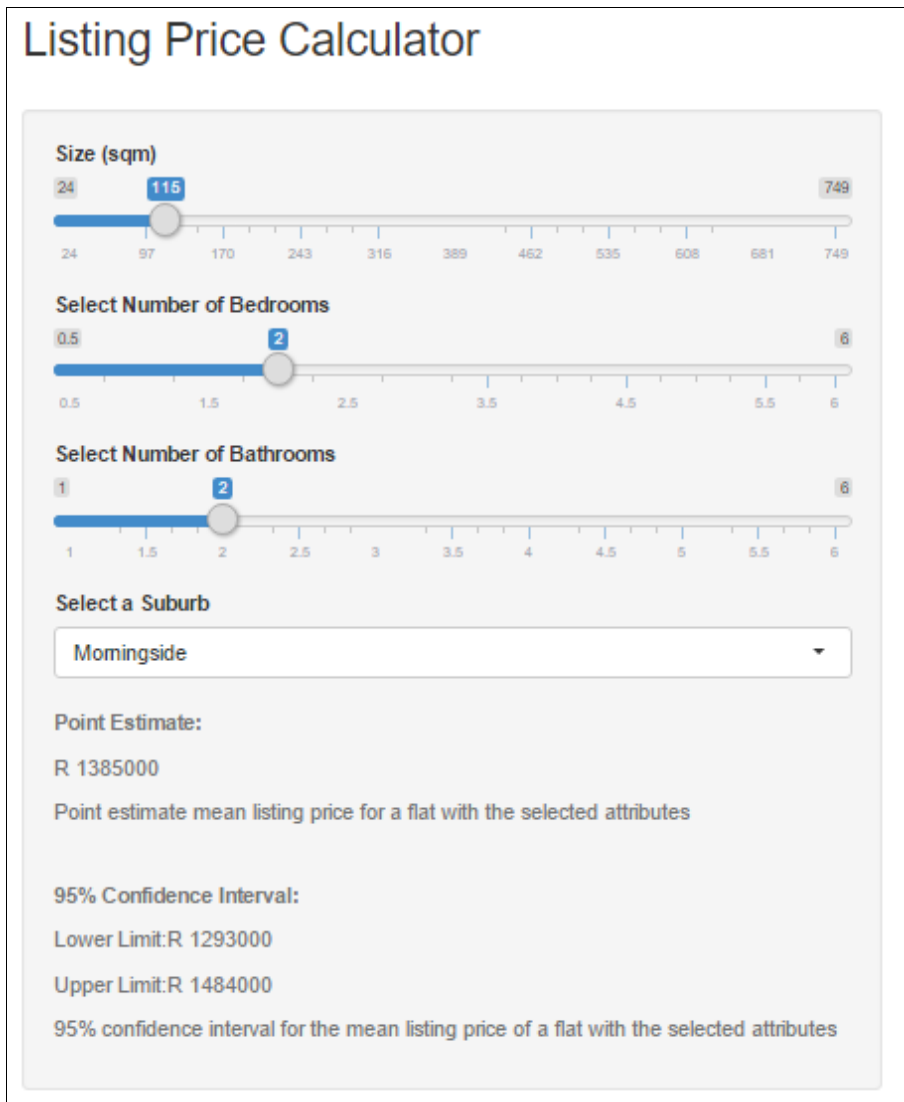 Listing Price Calculator
Size (sqm)
24 115 749
24 97 170 243 316 389 462 535 608 681 749
Select Number of Bedrooms
0.5 2 6
0.5 1.5 2.5 3.5 4.5 5.5 6
Select Number of Bathrooms
1 2 6
1 1.5 2 2.5 3 3.5 4 4.5 5 5.5 6
Select a Suburb
Morningside
Point Estimate:
R 1385000
Point estimate mean listing price for a flat with the selected attributes
95% Confidence Interval:
Lower Limit:R 1293000
Upper Limit:R 1484000
95% confidence interval for the mean listing price of a flat with the selected attributes